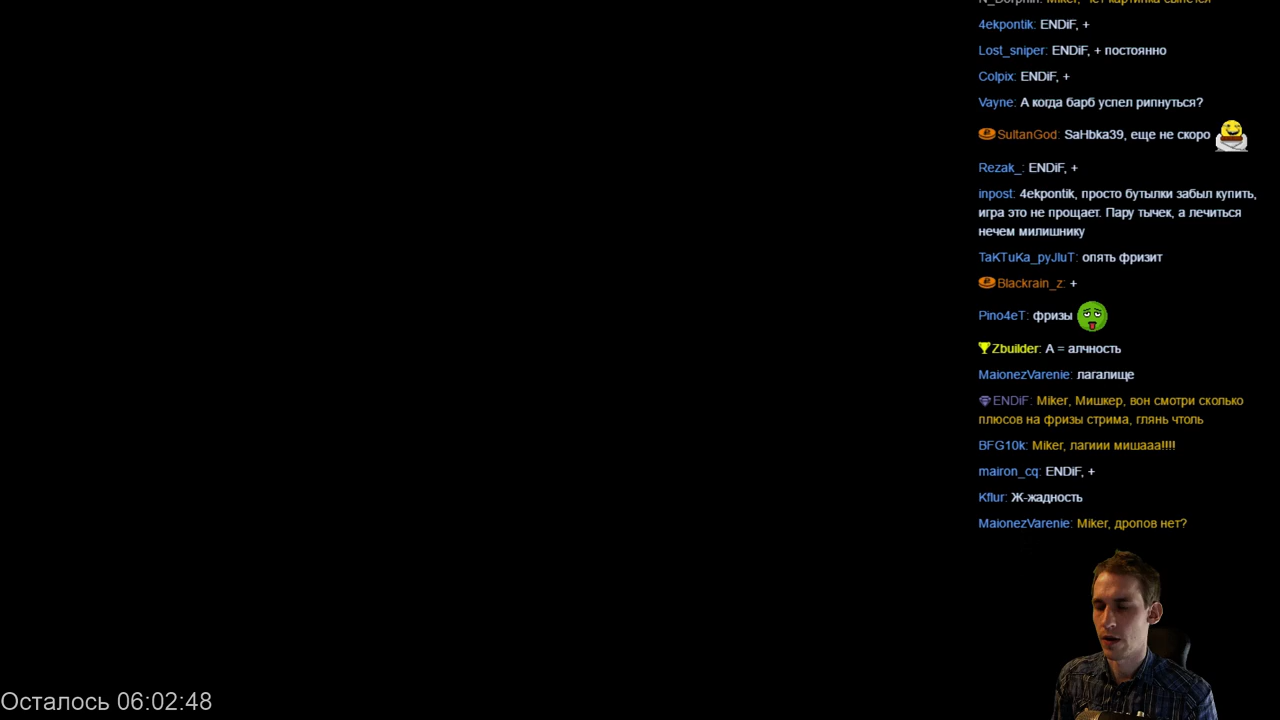 4ekpontik: ENDiF, +
Lost_sniper: ENDiF, + постоянно
Colpix: ENDiF, +
Vayne: А когда барб успел рипнуться?
SultanGod: SaHbka39, еще не скоро
Rezak_: ENDiF, +
inpost: 4ekpontik, просто бутылки забыл купить,
игра это не прощает. Пару тычек, а лечиться
нечем милишнику
TaKTuKa_pyJIuT: опять фризит
Blackrain_z: +
Pino4eT: фризы
Zbuilder: А = алчность
MaionezVarenie: лагалище
ENDiF: Miker, Мишкер, вон смотри сколько
плюсов на фризы стрима, глянь чтоль
BFG10k: Miker, лагиии мишааа!!!!
mairon_cq: ENDiF, +
Kflur: Ж-жадность
MaionezVarenie: Miker, дропов нет?
Осталось 06:02:48